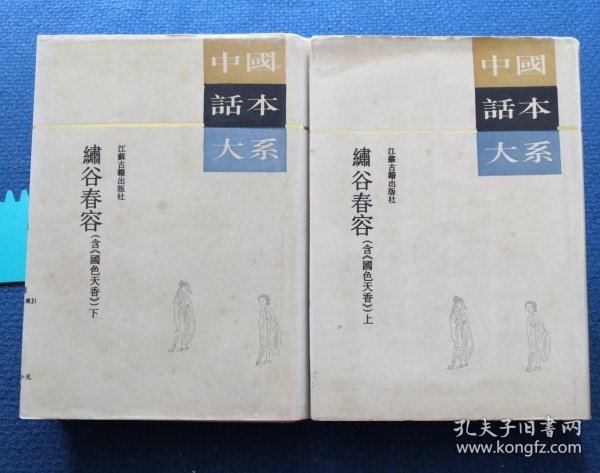 中國
話本
大系
江蘇古籍出版社
繡谷春容(含《國色天香》)下
中國
話本
大系
江蘇古籍出版社
繡谷春容(含《國色天香》)上
孔夫子旧书网
www.kongfz.com